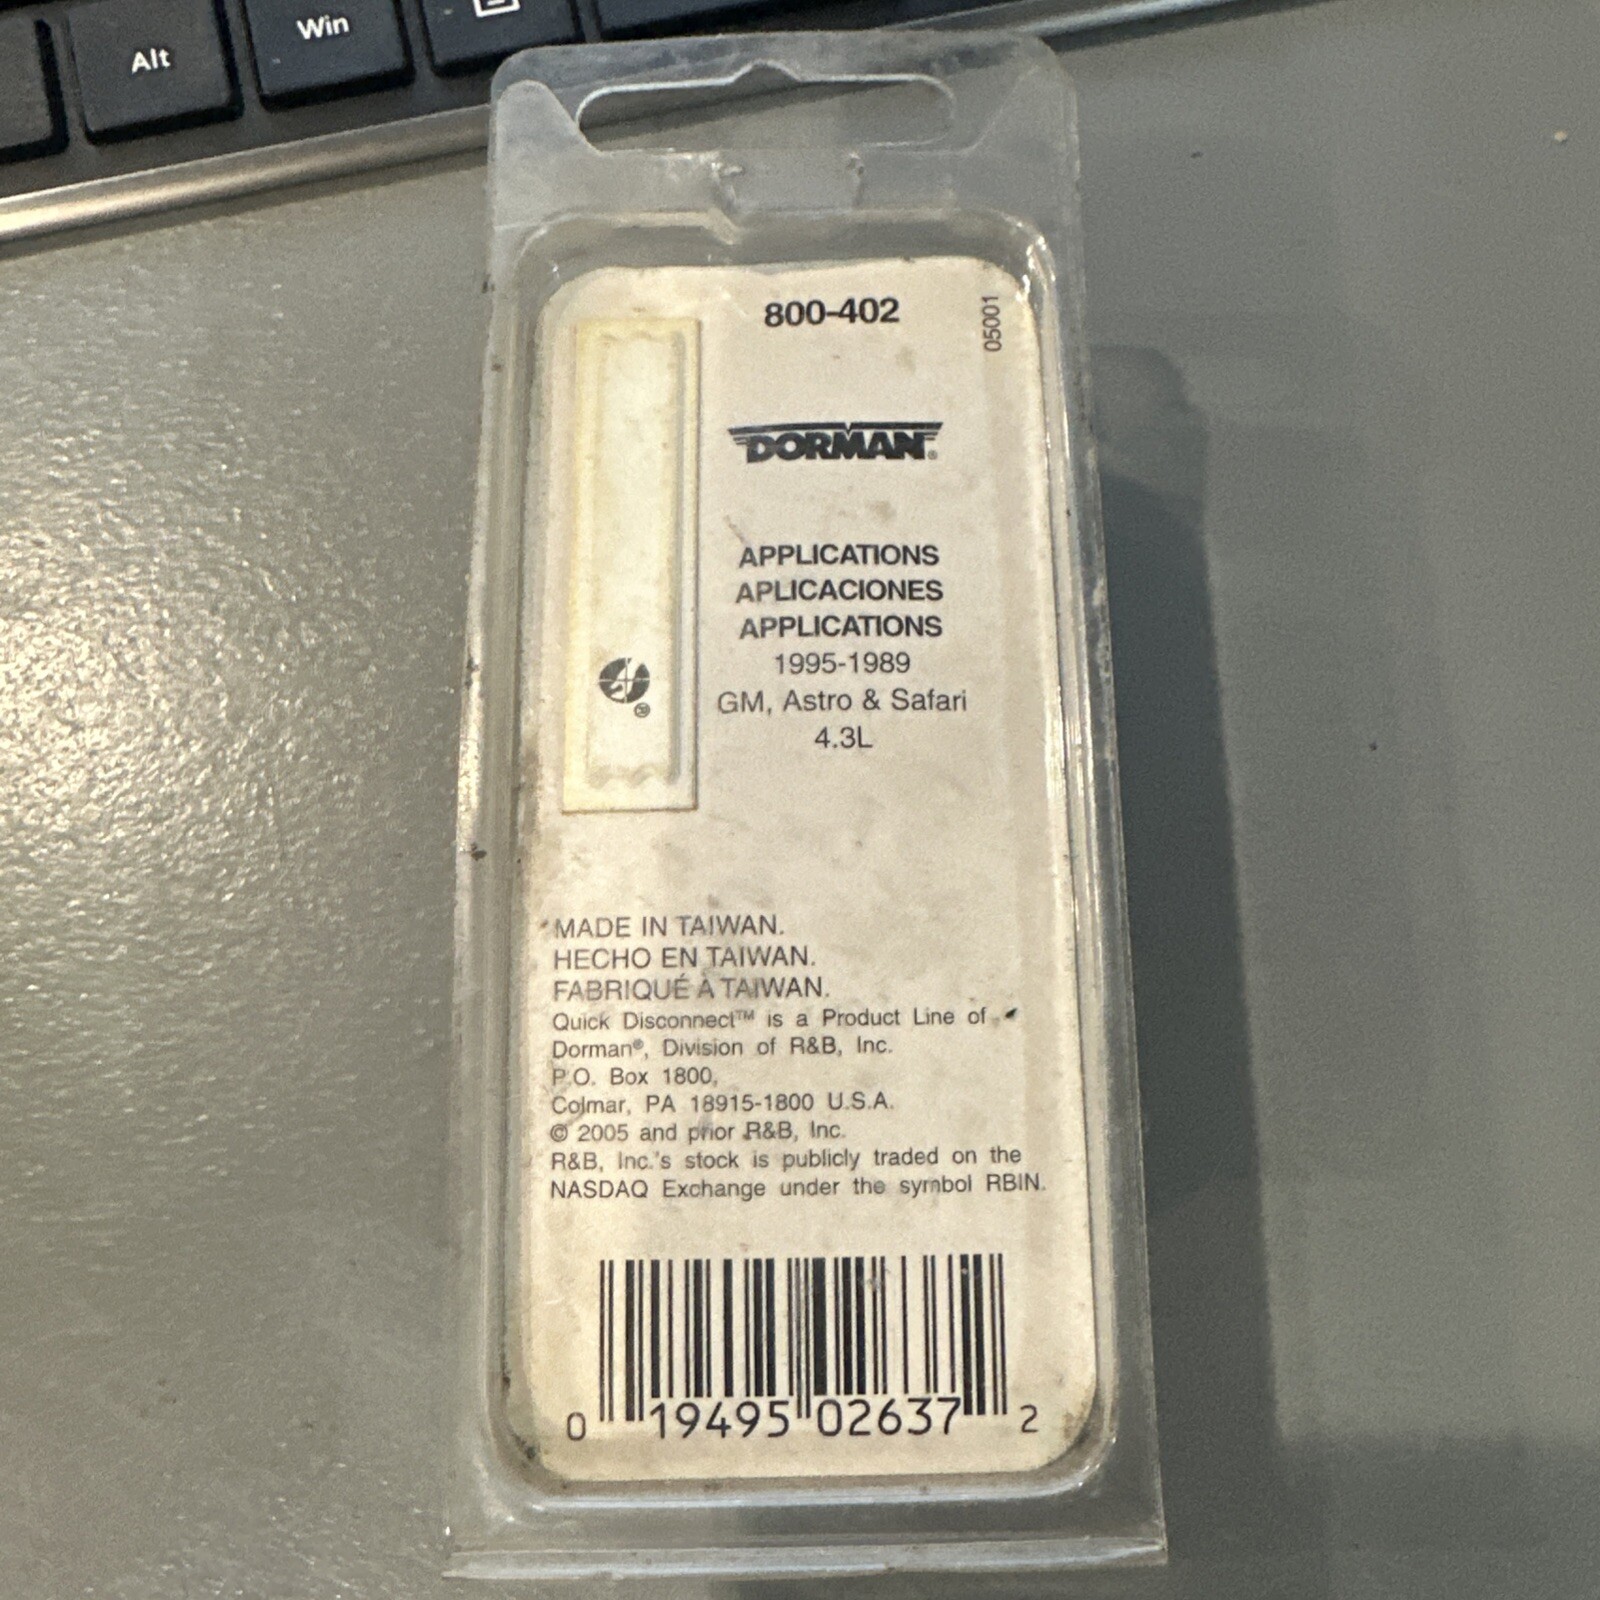 Alt
Win
800-402
05001
DORMAN®
APPLICATIONS
APLICACIONES
APPLICATIONS
1995-1989
GM, Astro & Safari
4.3L
MADE IN TAIWAN.
HECHO EN TAIWAN.
FABRIQUÉ À TAIWAN.
Quick Disconnect™ is a Product Line of
Dorman®, Division of R&B, Inc.
P.O. Box 1800,
Colmar, PA 18915-1800 U.S.A.
© 2005 and prior R&B, Inc.
R&B, Inc.'s stock is publicly traded on the
NASDAQ Exchange under the symbol RBIN.
0 19495 02637 2